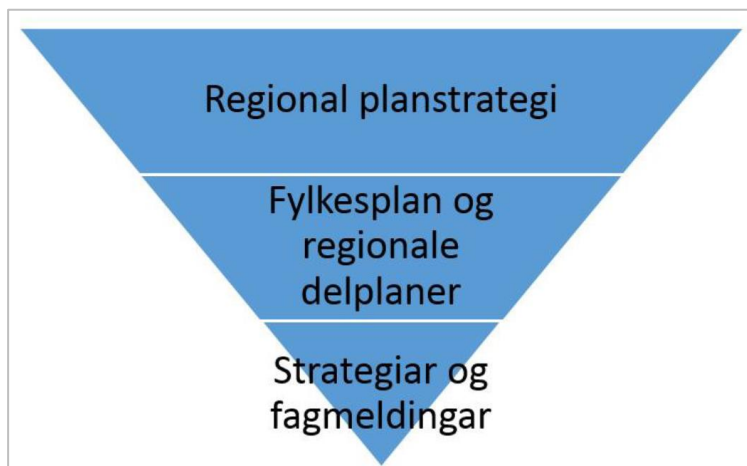 Regional planstrategi
Fylkesplan og
regionale
delplaner
Strategiar og
fagmeldingar